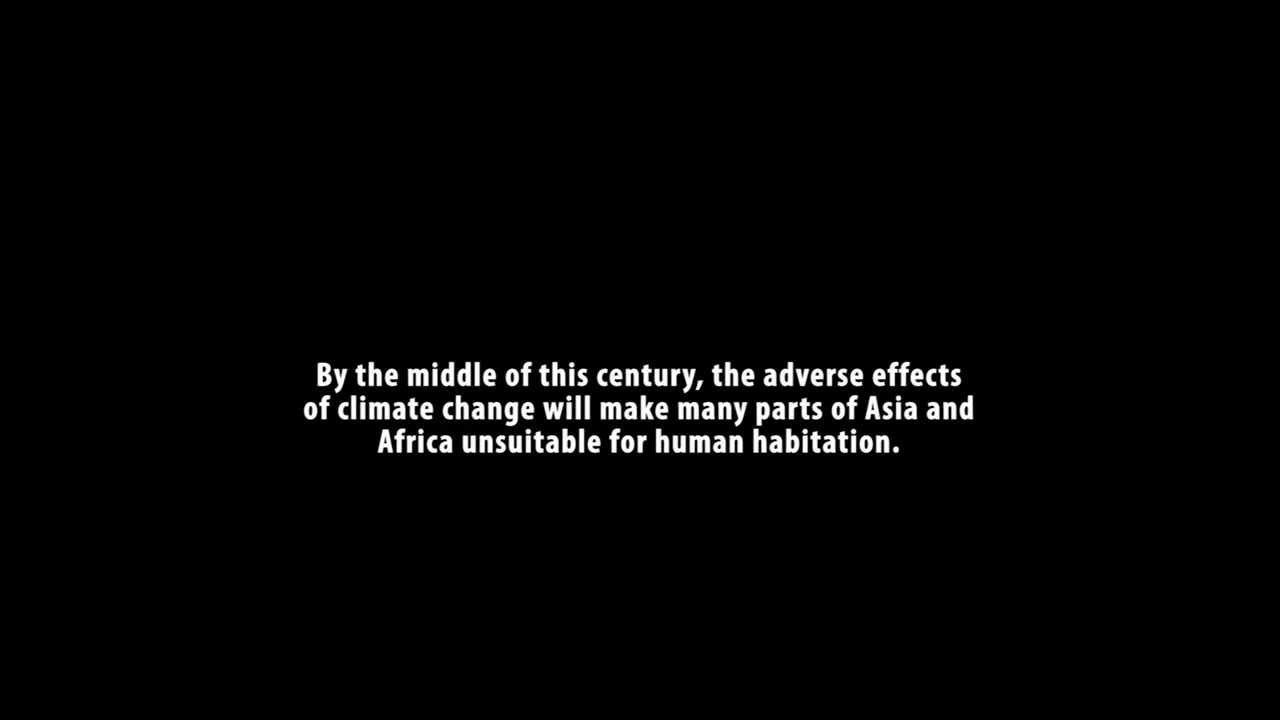 By the middle of this century, the adverse effects
of climate change will make many parts of Asia and
Africa unsuitable for human habitation.